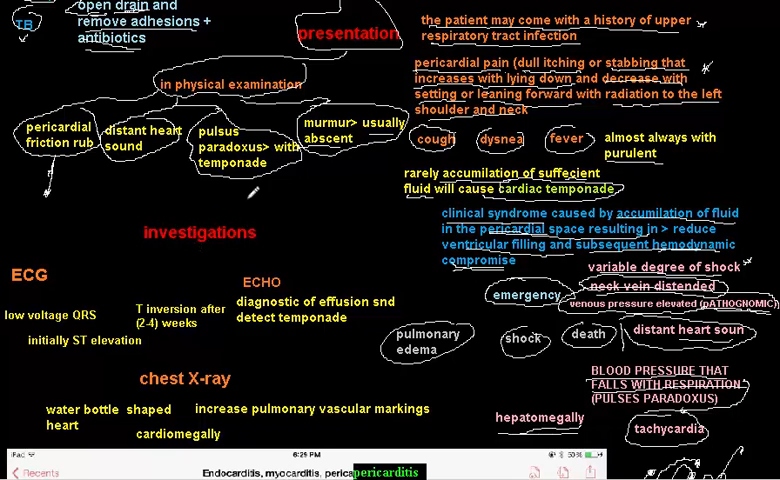 open drain and
remove adhesions +
antibiotics
TB
presentation
in physical examination
pericardial
friction rub
distant heart
sound
pulsus
paradoxus> with
temponade
murmur> usually
abscent
the patient may come with a history of upper
respiratory tract infection
pericardial pain (dull itching or stabbing that
increases with lying down and decrease with
setting or leaning forward with radiation to the left
shoulder and neck
cough
dysnea
fever
almost always with
purulent
rarely accumilation of suffecient
fluid will cause cardiac temponade
clinical syndrome caused by accumilation of fluid
in the pericardial space resulting in > reduce
ventricular filling and subsequent hemodynamic
compromise
variable degree of shock
neck vein distended
emergency
venous pressure elevated (pATHOGNOMIC)
pulmonary
edema
shock
death
distant heart soun
BLOOD PRESSIURE THAT
FALLS WITH RESPIRATION
(PULSES PARADOXUS)
hepatomegally
tachycardia
investigations
ECG
low voltage QRS
T inversion after
(2-4) weeks
initially ST elevation
ECHO
diagnostic of effusion snd
detect temponade
chest X-ray
water bottle shaped
heart
increase pulmonary vascular markings
cardiomegally
iPad
6:29 PM
50%
Recents
Endocarditis, myocarditis, perica
pericarditis